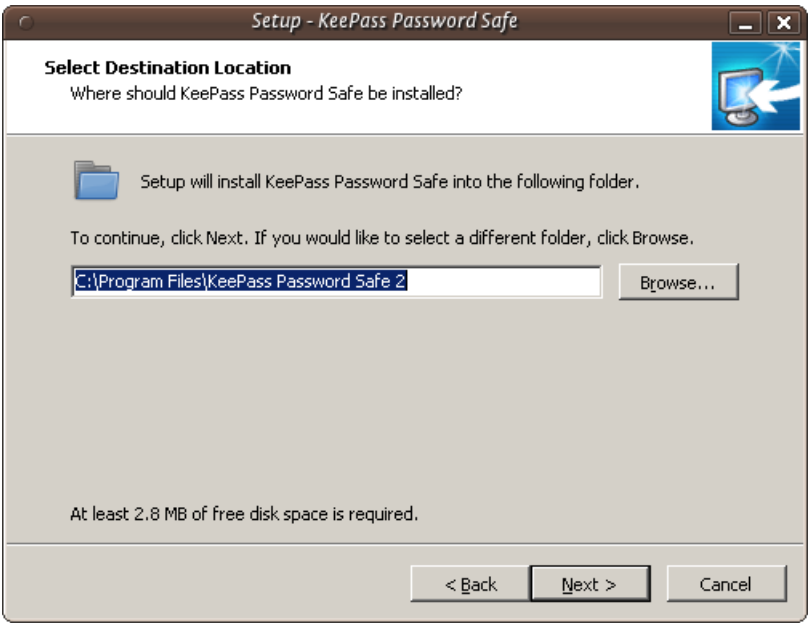 Setup - KeePass Password Safe
Select Destination Location
Where should KeePass Password Safe be installed?
Setup will install KeePass Password Safe into the following folder.
To continue, click Next. If you would like to select a different folder, click Browse.
C:\Program Files\KeePass Password Safe 2
Browse...
At least 2.8 MB of free disk space is required.
< Back
Next >
Cancel